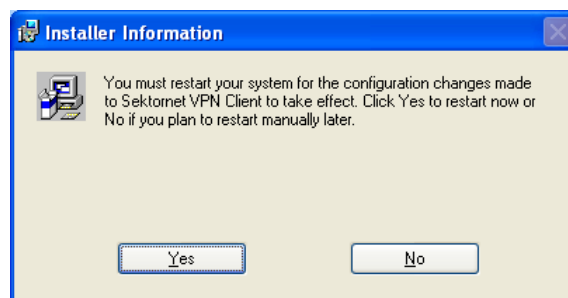 Installer Information
You must restart your system for the configuration changes made
to Sektornet VPN Client to take effect. Click Yes to restart now or
No if you plan to restart manually later.
Yes
No